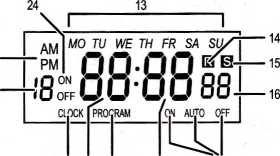 13
24
MO TU WE TH FR SA SU
14
AM
PM
R S
15
18 ON
OFF
88:88
88
16
CLOCK PROGRAM ON AUTO OFF